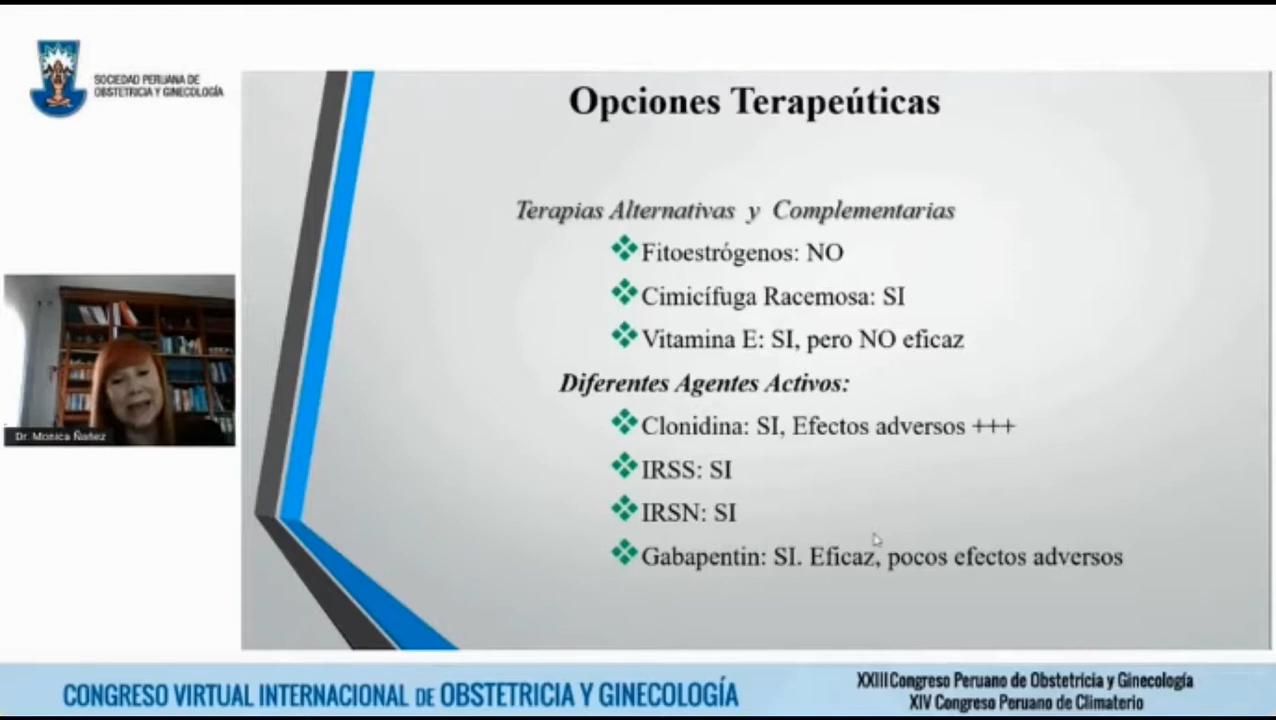 SOCIEDAD PERUANA DE
OBSTETRICIA Y GINECOLOGÍA
Opciones Terapeúticas
Terapias Alternativas y Complementarias
Fitoestrógenos: NO
Cimicífuga Racemosa: SI
Vitamina E: SI, pero NO eficaz
Diferentes Agentes Activos:
Clonidina: SI, Efectos adversos +++
IRSS: SI
IRSN: SI
Gabapentin: SI. Eficaz, pocos efectos adversos
Dr. Monica Ñañez
CONGRESO VIRTUAL INTERNACIONAL DE OBSTETRICIA Y GINECOLOGÍA
XXIII Congreso Peruano de Obstetricia y Ginecología
XIV Congreso Peruano de Climaterio